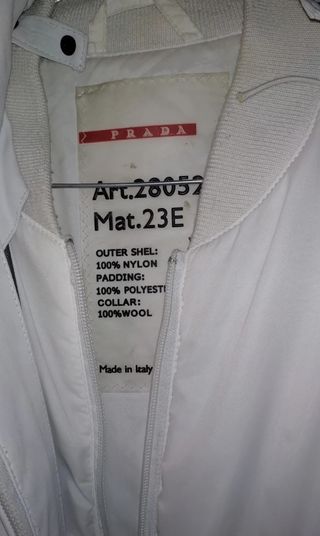 PRADA
Art.28052
Mat.23E
OUTER SHEL:
100% NYLON
PADDING:
100% POLYESTE
COLLAR:
100%WOOL
Made in Italy